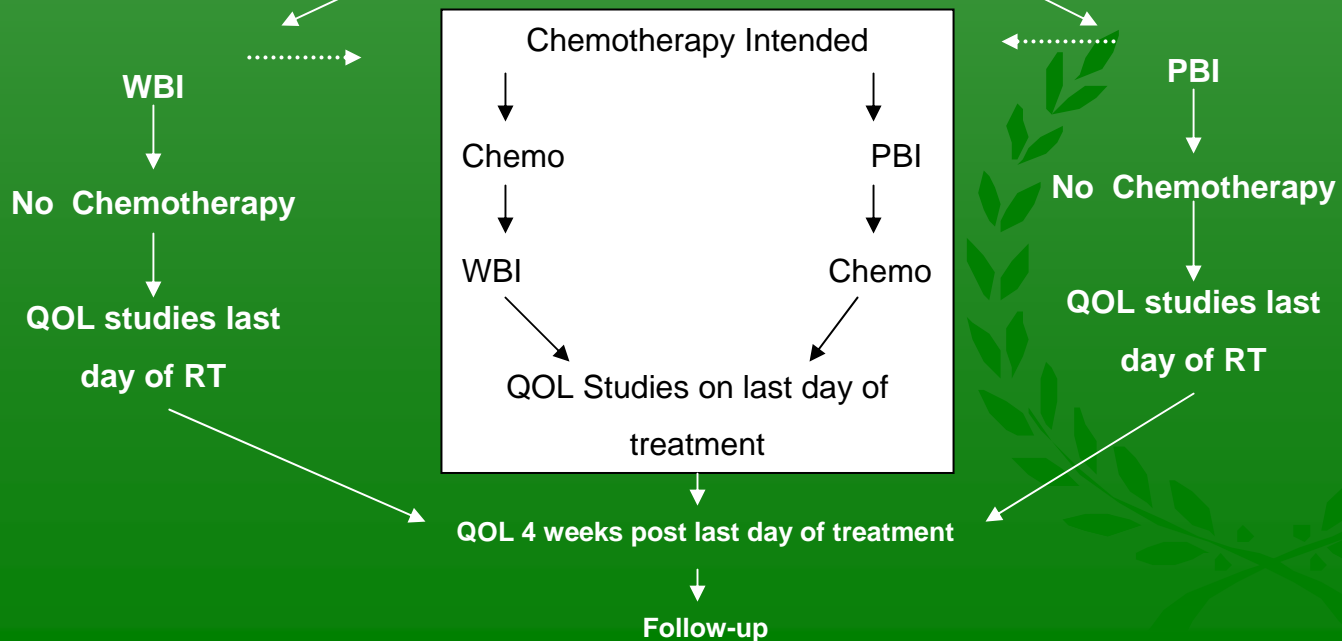 Chemotherapy Intended
WBI
No Chemotherapy
QOL studies last
day of RT
Chemo
WBI
PBI
Chemo
QOL Studies on last day of
treatment
PBI
No Chemotherapy
QOL studies last
day of RT
QOL 4 weeks post last day of treatment
Follow-up